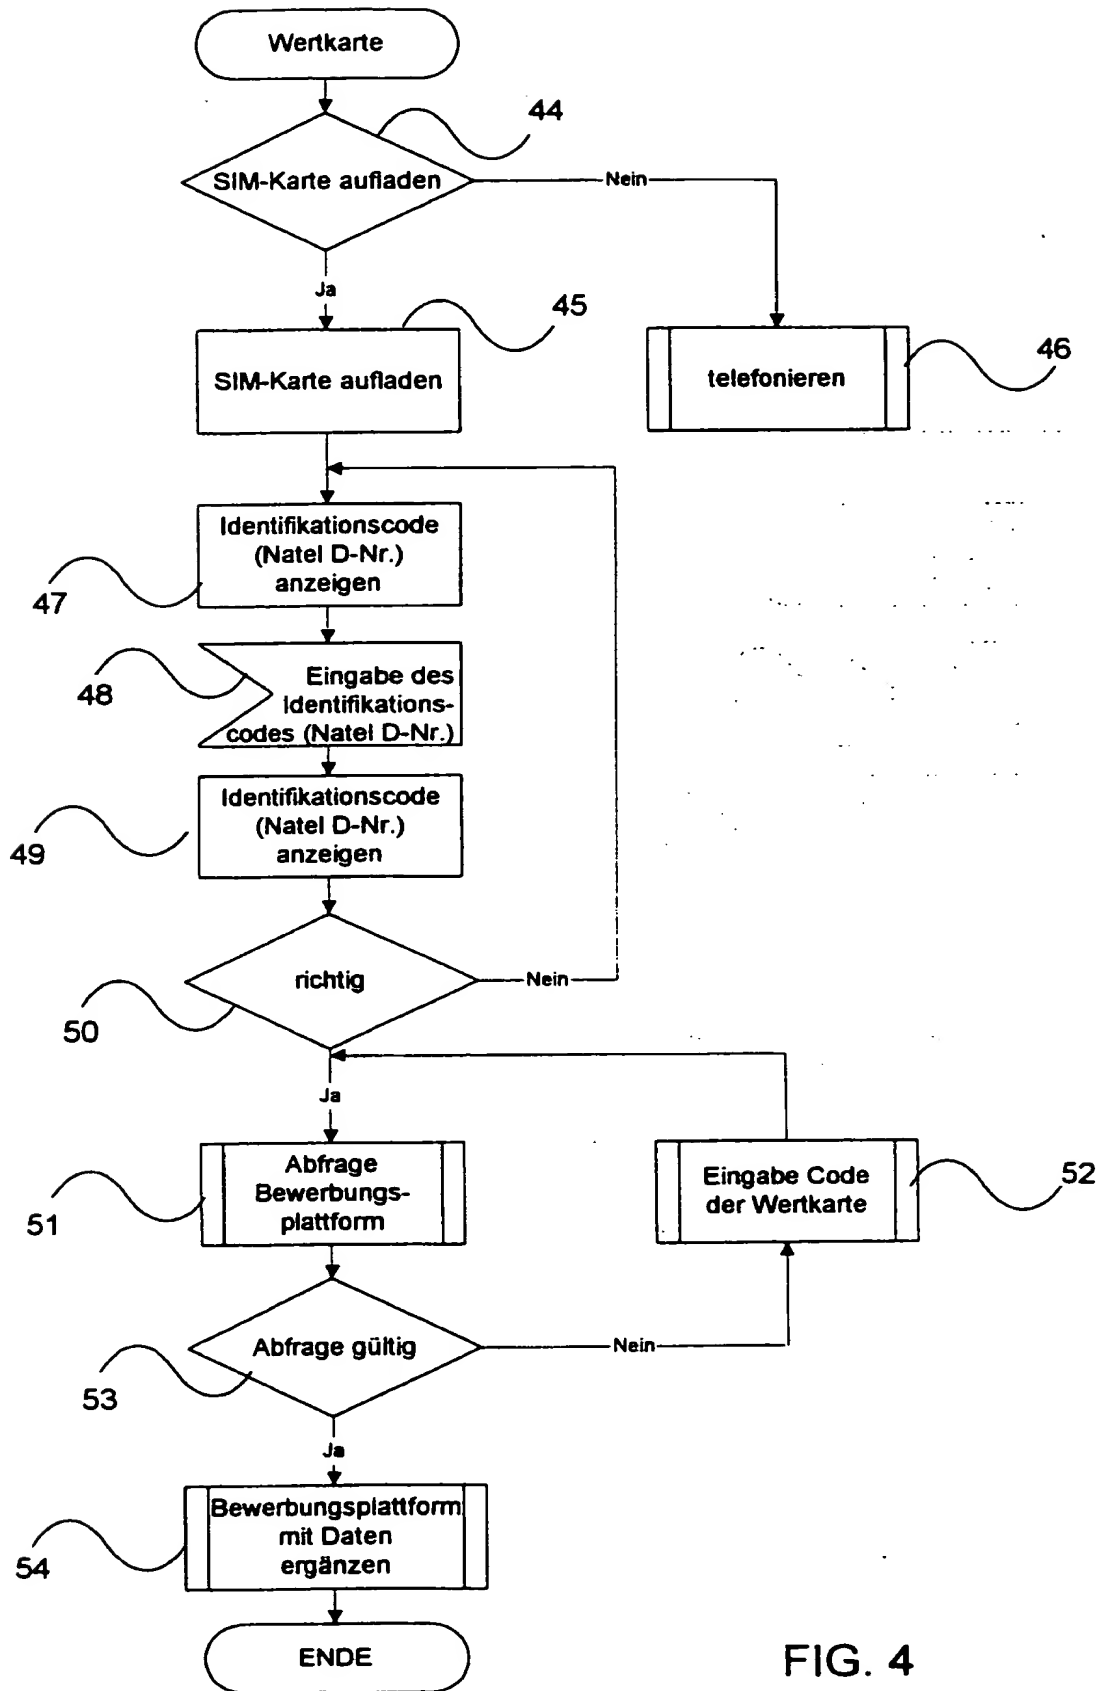 Wertkarte
44
SIM-Karte aufladen
Nein
Ja
45
SIM-Karte aufladen
telefonieren
46
Identifikationscode
(Natel D-Nr.)
anzeigen
47
Eingabe des
Identifikations-
codes (Natel D-Nr.)
48
Identifikationscode
(Natel D-Nr.)
anzeigen
49
richtig
Nein
50
Ja
Abfrage
Bewerbungs-
plattform
51
Eingabe Code
der Wertkarte
52
Abfrage gültig
Nein
53
Ja
Bewerbungsplattform
mit Daten
ergänzen
54
ENDE
FIG. 4